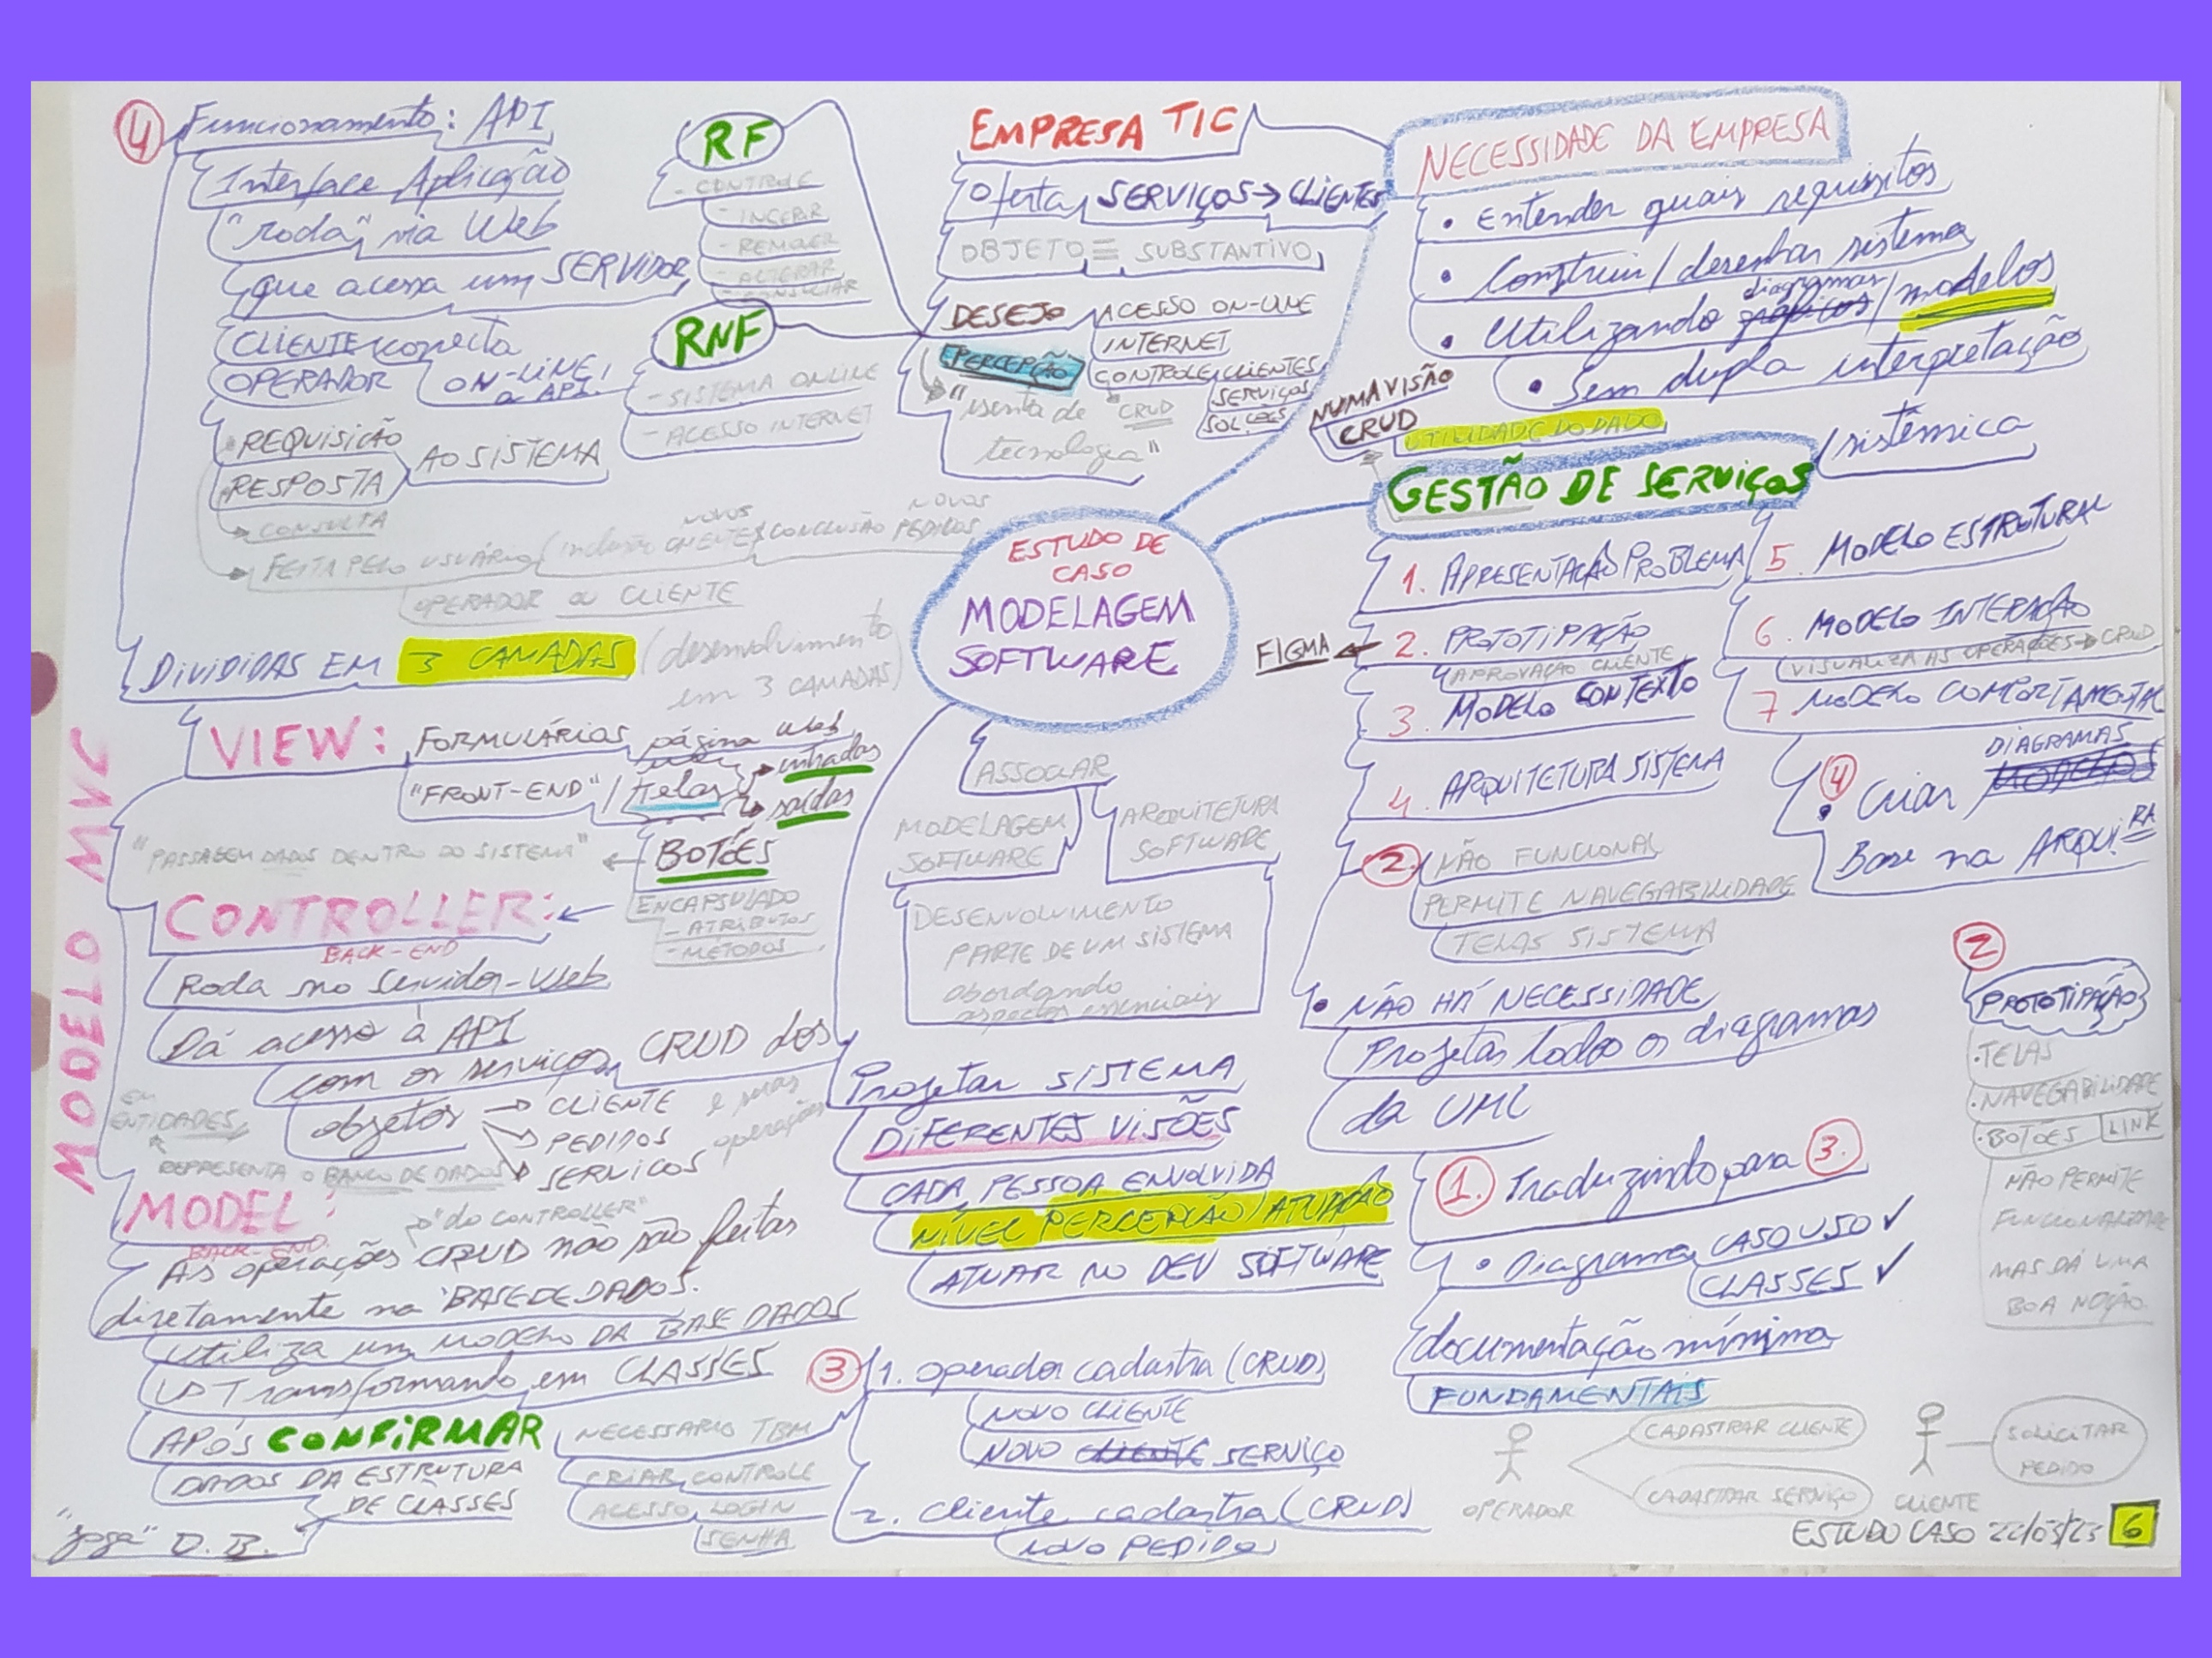 ESTUDO DE
CASO
MODELAGEM
SOFTWARE
EMPRESA TIC
Oferta SERVIÇOS → CLIENTES
OBJETO ≡ SUBSTANTIVO
DESEJO
ACESSO ON-LINE
INTERNET
CONTROLE CLIENTES
SERVIÇOS
CRUD
PERCEPÇÃO
tecnologia"
NECESSIDADE DA EMPRESA
• Entender quais requisitos
• Construir / desenhar sistema
• Utilizando diagramas / modelos
• Sem dupla interpretação
NUMA VISÃO
CRUD
UTILIDADE DO DADO
GESTÃO DE SERVIÇOS
sistêmica
1. APRESENTAÇÃO PROBLEMA
FIGMA ← 2. PROTOTIPAÇÃO
APROVAÇÃO CLIENTE
3. MODELO CONTEXTO
4. ARQUITETURA SISTEMA
5. MODELO ESTRUTURAL
6. MODELO INTERAÇÃO
VISUALIZA AS OPERAÇÕES → CRUD
7 MODELO COMPORTAMENTAL
DIAGRAMAS
4
• Criar MODELOS
Base na ARQUI.RA
2. NÃO FUNCIONAL
PERMITE NAVEGABILIDADE
TELAS SISTEMA
• NÃO HÁ NECESSIDADE
Projetar todos os diagramas
da UML
1. Traduzindo para 3.
• Diagrama CASO USO ✓
CLASSES ✓
documentação mínima
FUNDAMENTAIS
2
PROTOTIPAÇÃO
• TELAS
• NAVEGABILIDADE
• BOTÕES LINK
NÃO PERMITE
FUNCIONALIDADE
MAS DÁ UMA
BOA NOÇÃO
CADASTRAR CLIENTE
CADASTRAR SERVIÇO
OPERADOR
SOLICITAR
PEDIDO
CLIENTE
ESTUDO CASO 22/05/23 6
ASSOCIAR
MODELAGEM
SOFTWARE
ARQUITETURA
SOFTWARE
DESENVOLVIMENTO
PARTE DE UM SISTEMA
abordando
aspectos essenciais
Projetar SISTEMA
DIFERENTES VISÕES
CADA PESSOA ENVOLVIDA
NÍVEL PERCEPÇÃO/ATUAÇÃO
ATUAR NO DEV SOFTWARE
3 1. operador cadastra (CRUD)
NOVO CLIENTE
NOVO CLIENTE SERVIÇO
2. cliente cadastra (CRUD)
NOVO PEDIDO
4 Funcionamento: API
Interface Aplicação
"roda" via Web
que acessa um SERVIDOR
CLIENTE conecta
OPERADOR
ON-LINE
a API.
• REQUISIÇÃO
• RESPOSTA
AO SISTEMA
→ CONSULTA
→ FEITA PELO USUÁRIO (inclusão NOVOS CLIENTES / CONCLUSÃO NOVOS PEDIDOS
OPERADOR OU CLIENTE
DIVIDIDAS EM 3 CAMADAS (desenvolvimento
em 3 CAMADAS)
RF
- CONTROLE
- INSERIR
- REMOVER
- ALTERAR
- CONSULTAR
RNF
- SISTEMA ONLINE
- ACESSO INTERNET
MODELO MVC
VIEW: FORMULÁRIOS página Web
"FRONT-END" / telas → entradas
→ saídas
"PASSAGEM DADOS DENTRO DO SISTEMA" ← BOTÕES
ENCAPSULADO
- ATRIBUTOS
- MÉTODOS
CONTROLLER: ←
BACK-END
Roda no Servidor-Web
Dá acesso à API
com os serviços CRUD dos
objetos → CLIENTE
→ PEDIDOS
→ SERVIÇOS
e suas
operações
EM
ENTIDADES
REPRESENTA O BANCO DE DADOS
MODEL:
BACK-END
"do CONTROLLER"
As operações CRUD não são feitas
diretamente na 'BASE DE DADOS.
utiliza um MODELO DA BASE DADOS
Transformando em CLASSES
APÓS CONFIRMAR
DADOS DA ESTRUTURA
DE CLASSES
"joga" D.B.
NECESSÁRIO TBM
CRIAR CONTROLE
ACESSO LOGIN
SENHA